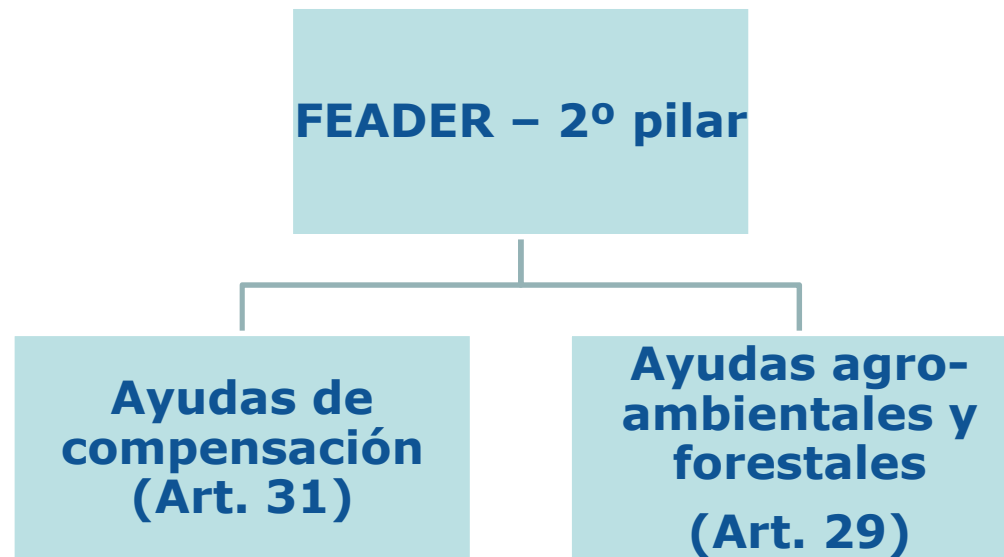 FEADER – 2º pilar
Ayudas de
compensación
(Art. 31)
Ayudas agro-
ambientales y
forestales
(Art. 29)